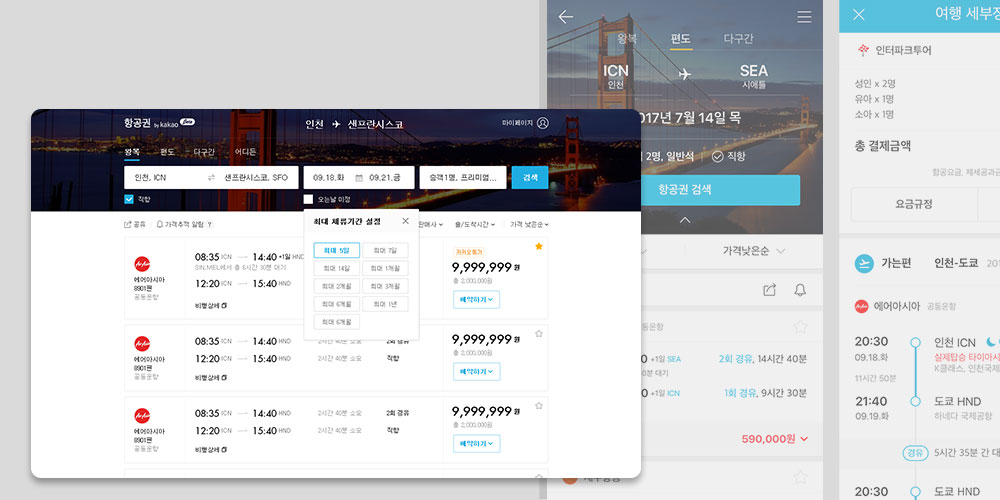 항공권 by kakao Beta
인천 ✈ 샌프란시스코
마이페이지
왕복 편도 다구간 어디든
인천, ICN
샌프란시스코, SFO
09.18.화
09.21.금
승객1명, 프리미엄...
검색
직항
오는날 미정
공유
가격추적 알람 ?
판매사
출/도착시간
가격 낮은순
최대 체류기간 설정
최대 5일 최대 7일
최대 14일 최대 1개월
최대 2개월 최대 3개월
최대 6개월 최대 1년
최대 6개월
에어아시아
8901편
공동운항
08:35 ICN → 14:40 +1일 HND
SIN,MEL에서 총 6시간 30분 대기
12:20 ICN → 15:40 HND
비행상세
카카오특가
9,999,999 원
총 2,000,000원
예약하기
에어아시아
8901편
공동운항
08:35 ICN → 14:40 HND
2시간 40분 소요
2회 경유
12:20 ICN → 15:40 HND
2시간 40분 소요
직항
비행상세
9,999,999 원
총 2,000,000원
예약하기
에어아시아
8901편
공동운항
08:35 ICN → 14:40 HND
2시간 40분 소요
2회 경유
12:20 ICN → 15:40 HND
2시간 40분 소요
직항
비행상세
9,999,999 원
총 2,000,000원
예약하기
왕복 편도 다구간
ICN
인천
SEA
시애틀
2017년 7월 14일 목
2명, 일반석
직항
항공권 검색
가격낮은순
공동운항
0 +1일 SEA
2회 경유, 14시간 40분
0분 대기
0 +1일 ICN
1회 경유, 9시간 30분
590,000원
제주항공
여행 세부정
인터파크투어
성인 x 2명
유아 x 1명
소아 x 1명
총 결제금액
항공요금, 제세공과금
요금규정
가는편 인천-도쿄 201
에어아시아 공동운항
20:30 인천 ICN
09.18.화
실제탑승 타이아시
K클래스, 인천국제
11시간 50분
21:40 도쿄 HND
09.19.화
하네다 국제공항
경유 5시간 35분 간 대
20:30 도쿄 HND